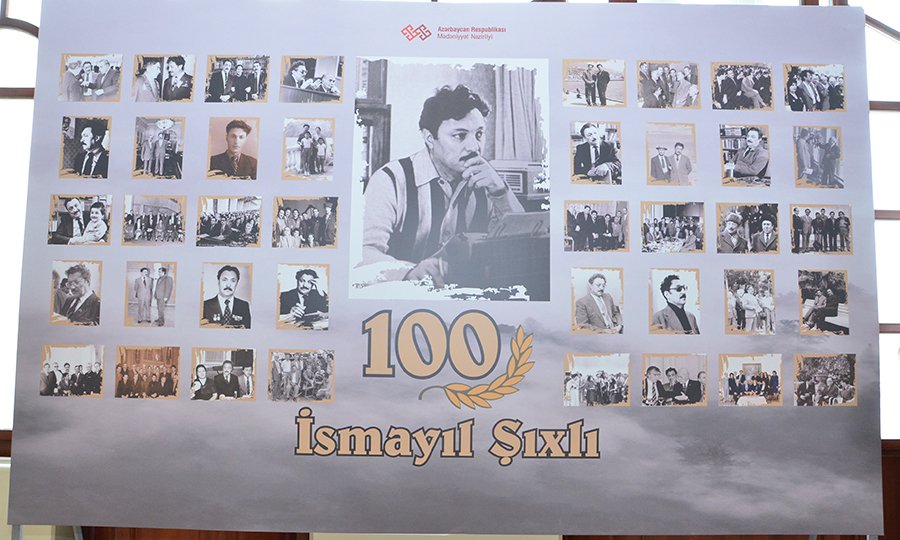 Azərbaycan Respublikası
Mədəniyyət Nazirliyi
100
İsmayıl Şıxlı